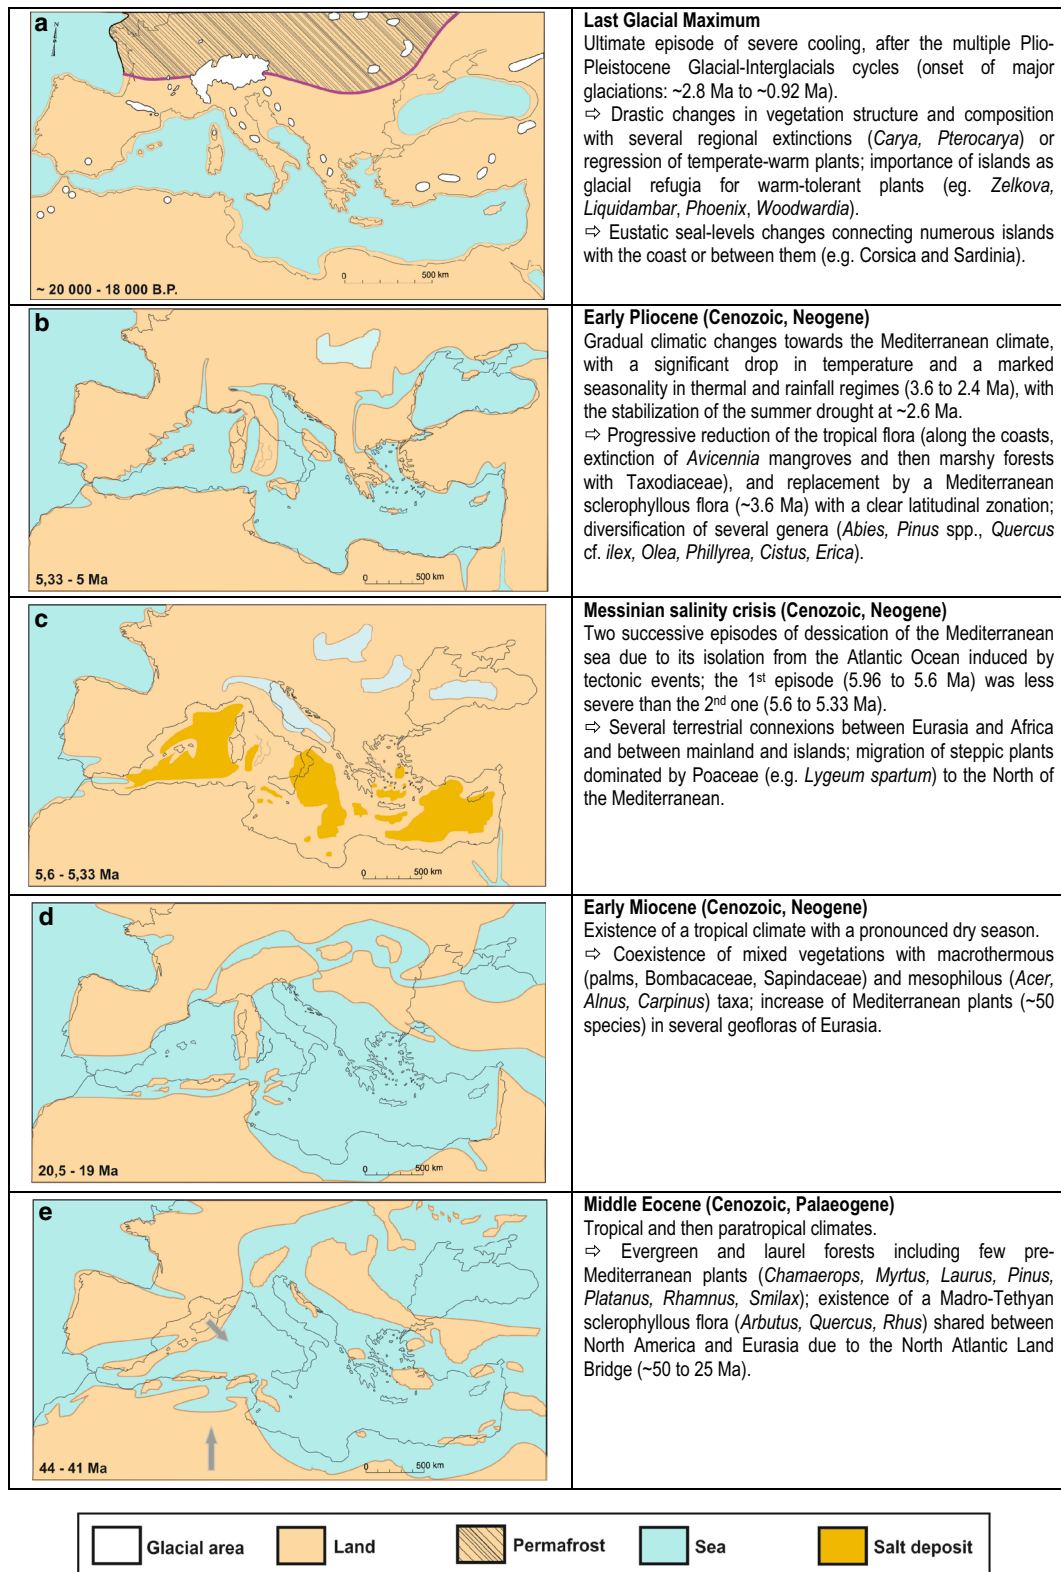 a
N
0 500 km
~ 20 000 - 18 000 B.P.
Last Glacial Maximum
Ultimate episode of severe cooling, after the multiple Plio-
Pleistocene Glacial-Interglacials cycles (onset of major
glaciations: ~2.8 Ma to ~0.92 Ma).
⇨ Drastic changes in vegetation structure and composition
with several regional extinctions (Carya, Pterocarya) or
regression of temperate-warm plants; importance of islands as
glacial refugia for warm-tolerant plants (eg. Zelkova,
Liquidambar, Phoenix, Woodwardia).
⇨ Eustatic seal-levels changes connecting numerous islands
with the coast or between them (e.g. Corsica and Sardinia).
b
0 500 km
5,33 - 5 Ma
Early Pliocene (Cenozoic, Neogene)
Gradual climatic changes towards the Mediterranean climate,
with a significant drop in temperature and a marked
seasonality in thermal and rainfall regimes (3.6 to 2.4 Ma), with
the stabilization of the summer drought at ~2.6 Ma.
⇨ Progressive reduction of the tropical flora (along the coasts,
extinction of Avicennia mangroves and then marshy forests
with Taxodiaceae), and replacement by a Mediterranean
sclerophyllous flora (~3.6 Ma) with a clear latitudinal zonation;
diversification of several genera (Abies, Pinus spp., Quercus
cf. ilex, Olea, Phillyrea, Cistus, Erica).
c
0 500 km
5,6 - 5,33 Ma
Messinian salinity crisis (Cenozoic, Neogene)
Two successive episodes of dessication of the Mediterranean
sea due to its isolation from the Atlantic Ocean induced by
tectonic events; the 1st episode (5.96 to 5.6 Ma) was less
severe than the 2nd one (5.6 to 5.33 Ma).
⇨ Several terrestrial connexions between Eurasia and Africa
and between mainland and islands; migration of steppic plants
dominated by Poaceae (e.g. Lygeum spartum) to the North of
the Mediterranean.
d
0 500 km
20,5 - 19 Ma
Early Miocene (Cenozoic, Neogene)
Existence of a tropical climate with a pronounced dry season.
⇨ Coexistence of mixed vegetations with macrothermous
(palms, Bombacaceae, Sapindaceae) and mesophilous (Acer,
Alnus, Carpinus) taxa; increase of Mediterranean plants (~50
species) in several geofloras of Eurasia.
e
0 500 km
44 - 41 Ma
Middle Eocene (Cenozoic, Palaeogene)
Tropical and then paratropical climates.
⇨ Evergreen and laurel forests including few pre-
Mediterranean plants (Chamaerops, Myrtus, Laurus, Pinus,
Platanus, Rhamnus, Smilax); existence of a Madro-Tethyan
sclerophyllous flora (Arbutus, Quercus, Rhus) shared between
North America and Eurasia due to the North Atlantic Land
Bridge (~50 to 25 Ma).
Glacial area Land Permafrost Sea Salt deposit